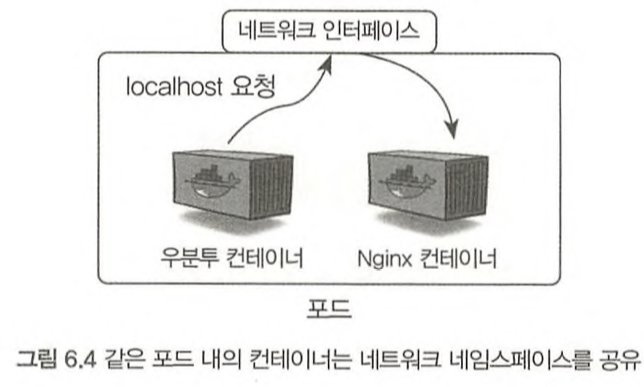 네트워크 인터페이스
localhost 요청
우분투 컨테이너
Nginx 컨테이너
포드
그림 6.4 같은 포드 내의 컨테이너는 네트워크 네임스페이스를 공유